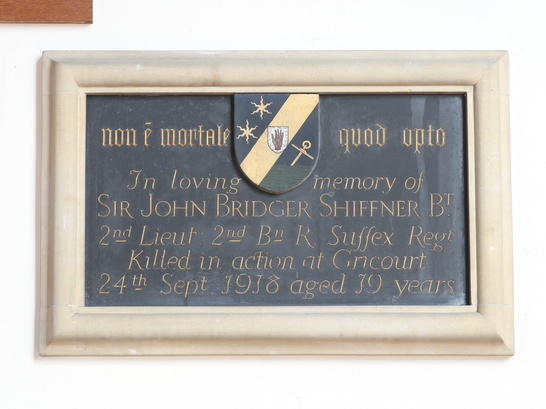 non ē mortale quod opto
In loving memory of
SIR JOHN BRIDGER SHIFFNER BT
2nd Lieut 2nd Bn R Sussex Regt
Killed in action at Gricourt
24th Sept 1918 aged 19 years